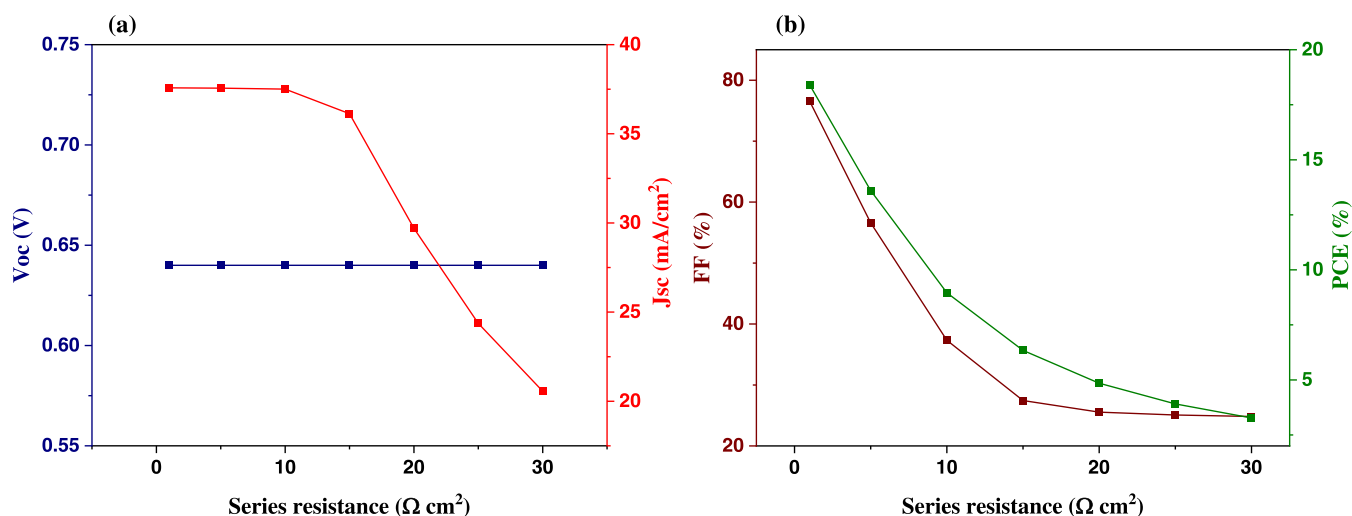 (a)
0.75
0.70
0.65
0.60
0.55
Voc (V)
40
35
30
25
20
Jsc (mA/cm²)
0 10 20 30
Series resistance (Ω cm²)
(b)
80
60
40
20
FF (%)
20
15
10
5
PCE (%)
0 10 20 30
Series resistance (Ω cm²)